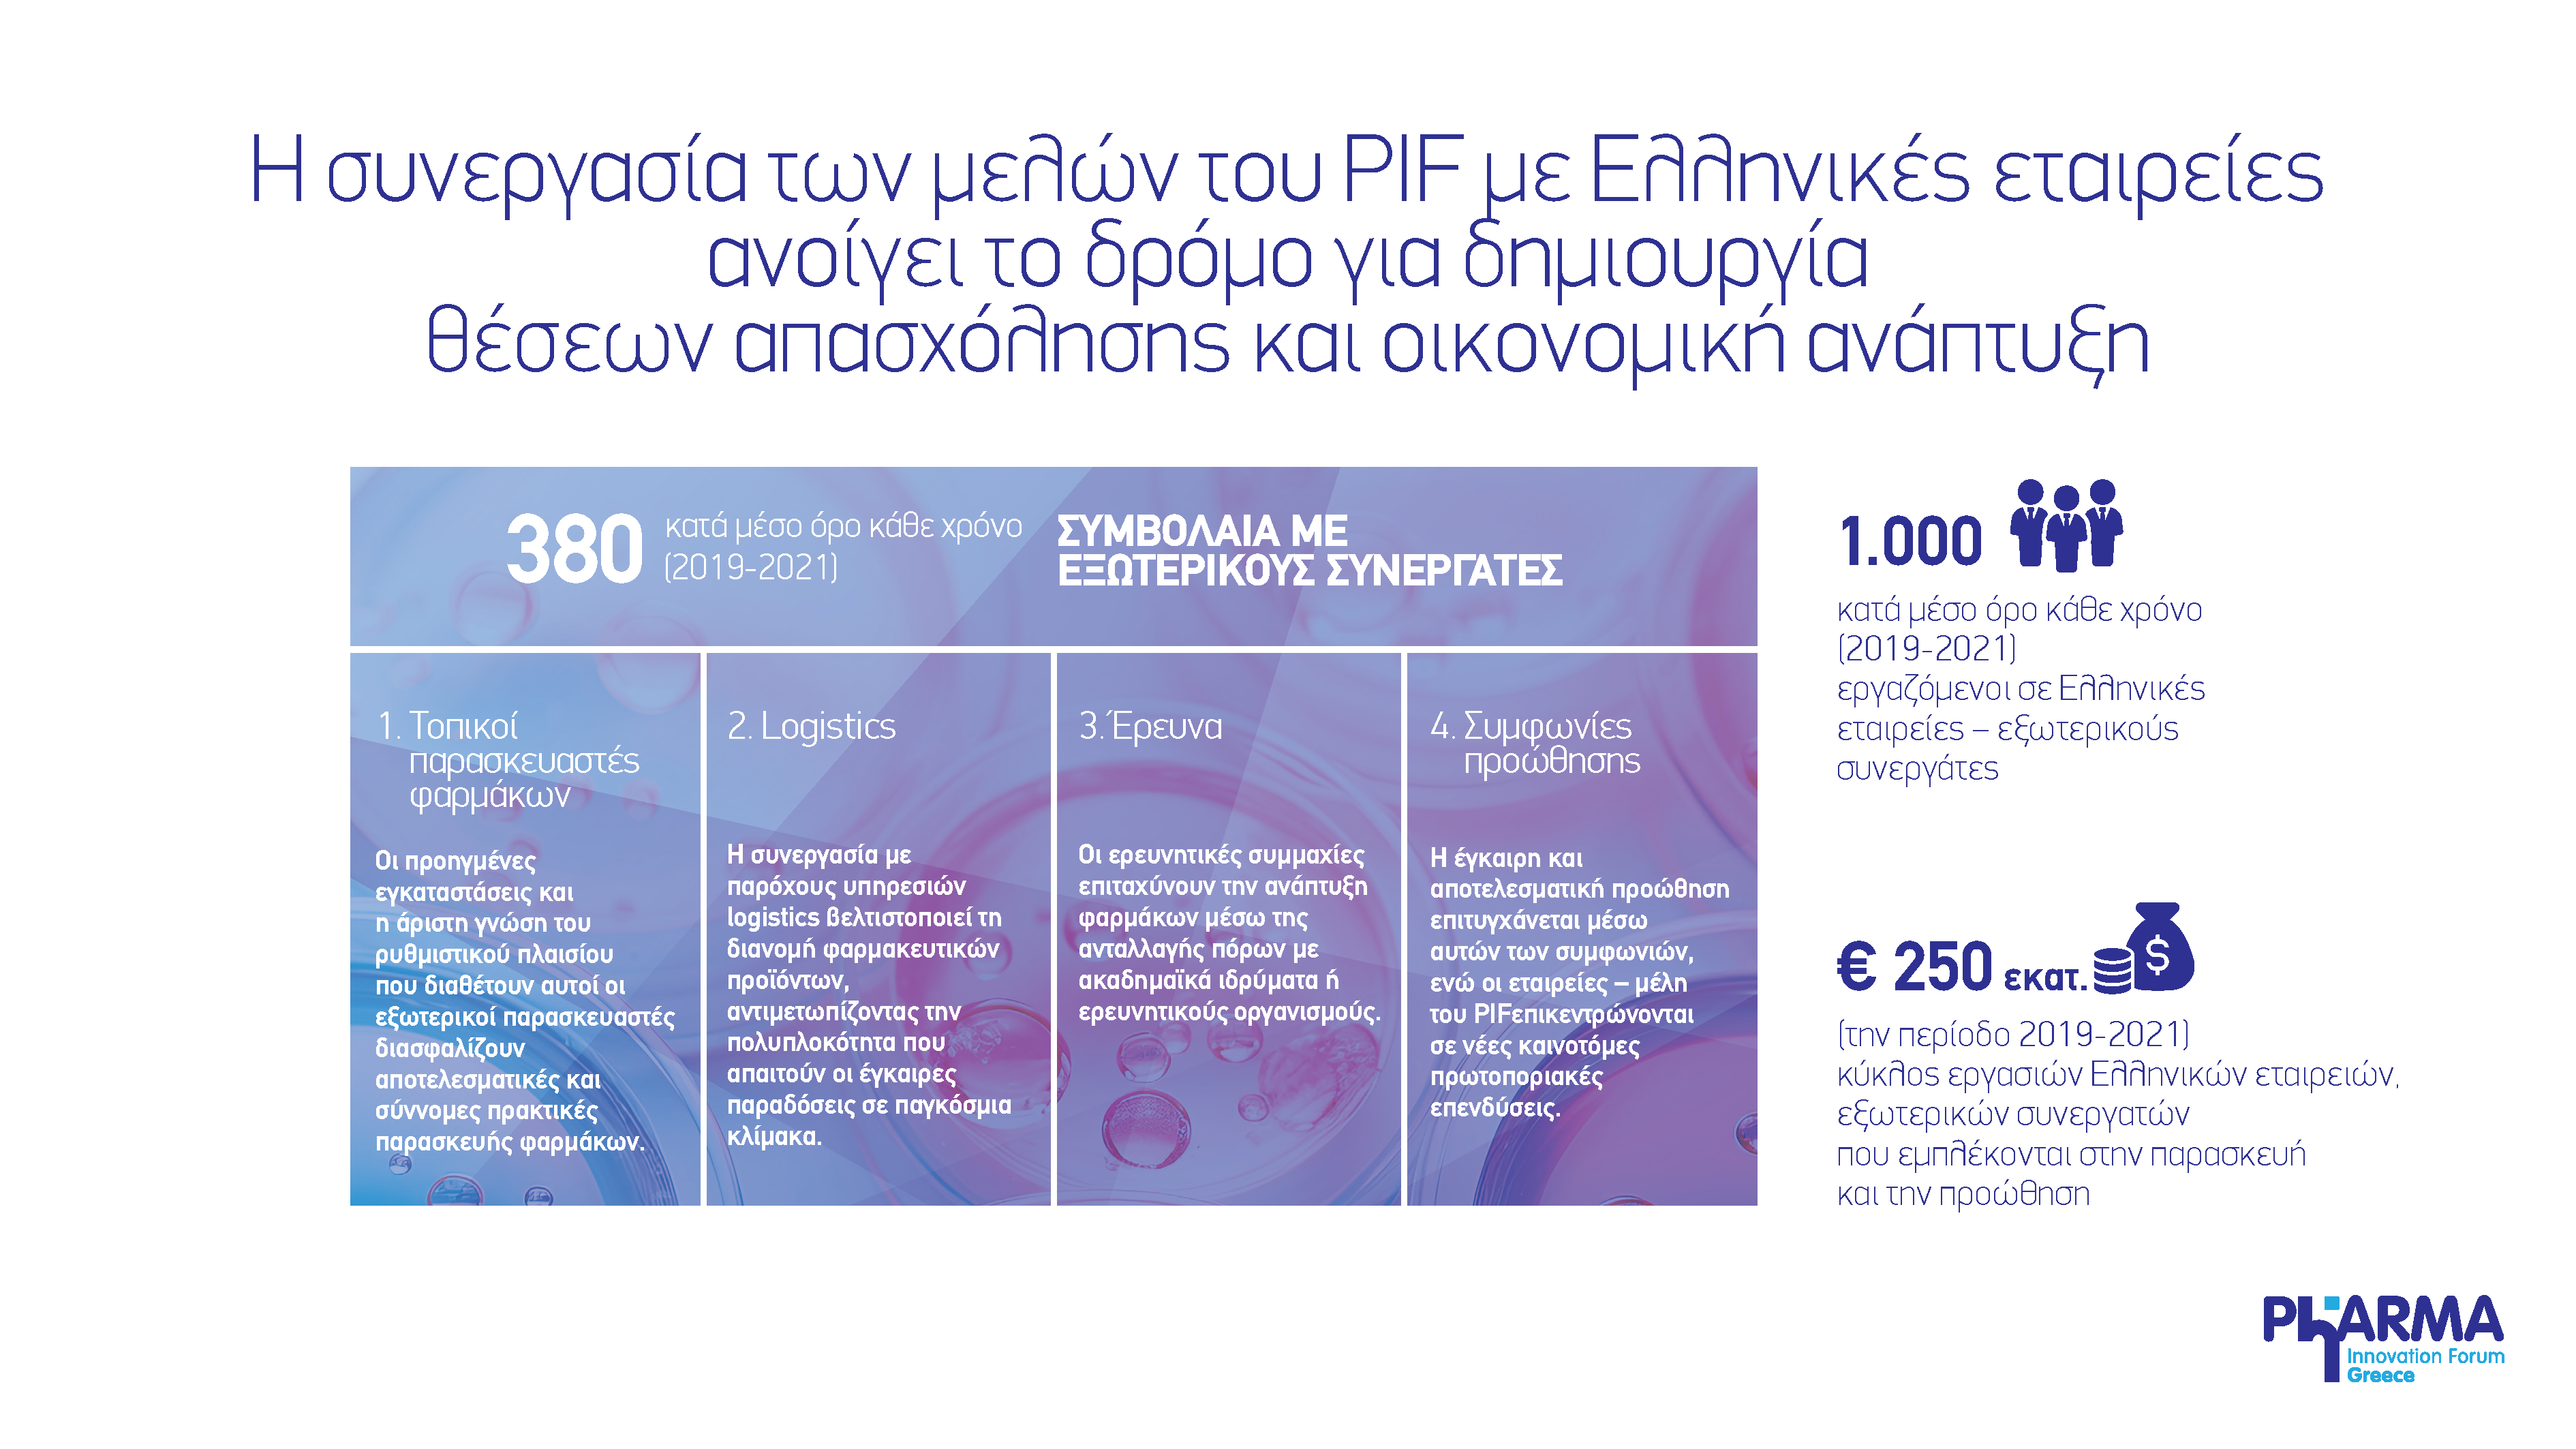 Η συνεργασία των μελών του PIF με Ελληνικές εταιρείες
ανοίγει το δρόμο για δημιουργία
θέσεων απασχόλησης και οικονομική ανάπτυξη
380
κατά μέσο όρο κάθε χρόνο
(2019-2021)
ΣΥΜΒΟΛΑΙΑ ΜΕ
ΕΞΩΤΕΡΙΚΟΥΣ ΣΥΝΕΡΓΑΤΕΣ
1. Τοπικοί
παρασκευαστές
φαρμάκων
Οι προηγμένες
εγκαταστάσεις και
η άριστη γνώση του
ρυθμιστικού πλαισίου
που διαθέτουν αυτοί οι
εξωτερικοί παρασκευαστές
διασφαλίζουν
αποτελεσματικές και
σύννομες πρακτικές
παρασκευής φαρμάκων.
2. Logistics
Η συνεργασία με
παρόχους υπηρεσιών
logistics βελτιστοποιεί τη
διανομή φαρμακευτικών
προϊόντων,
αντιμετωπίζοντας την
πολυπλοκότητα που
απαιτούν οι έγκαιρες
παραδόσεις σε παγκόσμια
κλίμακα.
3. Έρευνα
Οι ερευνητικές συμμαχίες
επιταχύνουν την ανάπτυξη
φαρμάκων μέσω της
ανταλλαγής πόρων με
ακαδημαϊκά ιδρύματα ή
ερευνητικούς οργανισμούς.
4. Συμφωνίες
προώθησης
Η έγκαιρη και
αποτελεσματική προώθηση
επιτυγχάνεται μέσω
αυτών των συμφωνιών,
ενώ οι εταιρείες – μέλη
του PIFεπικεντρώνονται
σε νέες καινοτόμες
πρωτοποριακές
επενδύσεις.
1.000
κατά μέσο όρο κάθε χρόνο
(2019-2021)
εργαζόμενοι σε Ελληνικές
εταιρείες – εξωτερικούς
συνεργάτες
€ 250 εκατ.
$
(την περίοδο 2019-2021)
κύκλος εργασιών Ελληνικών εταιρειών,
εξωτερικών συνεργατών
που εμπλέκονται στην παρασκευή
και την προώθηση
PhARMA
Innovation Forum
Greece